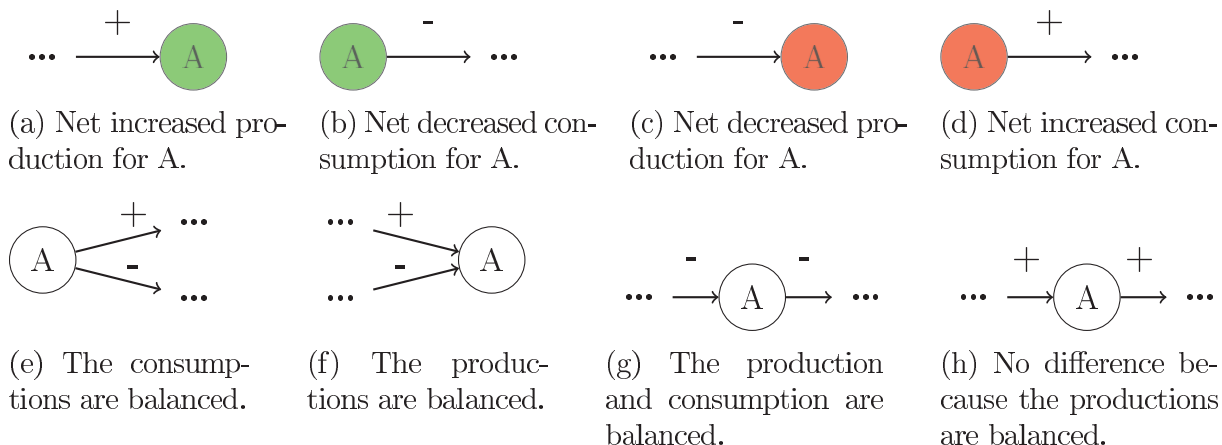 ... + A
A - ...
... - A
A + ...
(a) Net increased pro-
duction for A.
(b) Net decreased con-
sumption for A.
(c) Net decreased pro-
duction for A.
(d) Net increased con-
sumption for A.
A + ... - ...
... + ... - A
... - A - ...
... + A + ...
(e) The consump-
tions are balanced.
(f) The produc-
tions are balanced.
(g) The production
and consumption are
balanced.
(h) No difference be-
cause the productions
are balanced.